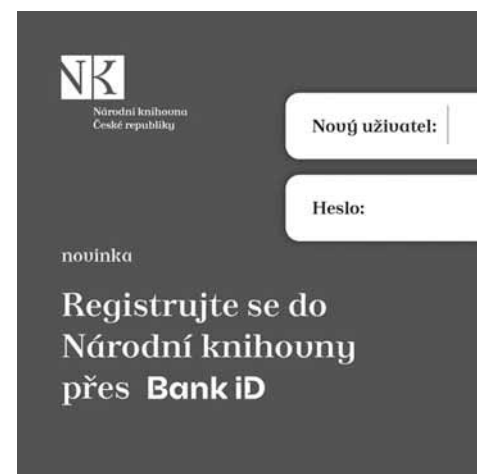 NK
Národní knihovna
České republiky
Nový uživatel:
Heslo:
novinka
Registrujte se do
Národní knihovny
přes Bank iD